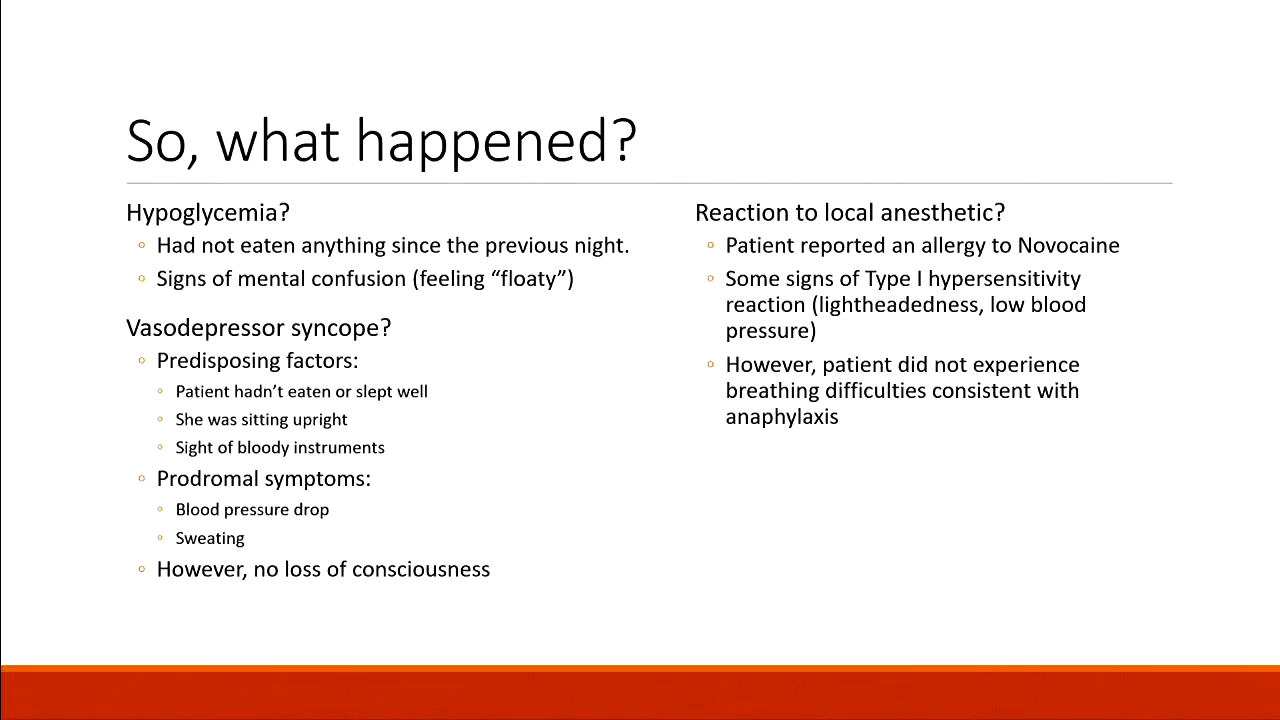 So, what happened?
Hypoglycemia?
◦ Had not eaten anything since the previous night.
◦ Signs of mental confusion (feeling “floaty”)
Vasodepressor syncope?
◦ Predisposing factors:
◦ Patient hadn’t eaten or slept well
◦ She was sitting upright
◦ Sight of bloody instruments
◦ Prodromal symptoms:
◦ Blood pressure drop
◦ Sweating
◦ However, no loss of consciousness
Reaction to local anesthetic?
◦ Patient reported an allergy to Novocaine
◦ Some signs of Type I hypersensitivity
reaction (lightheadedness, low blood
pressure)
◦ However, patient did not experience
breathing difficulties consistent with
anaphylaxis